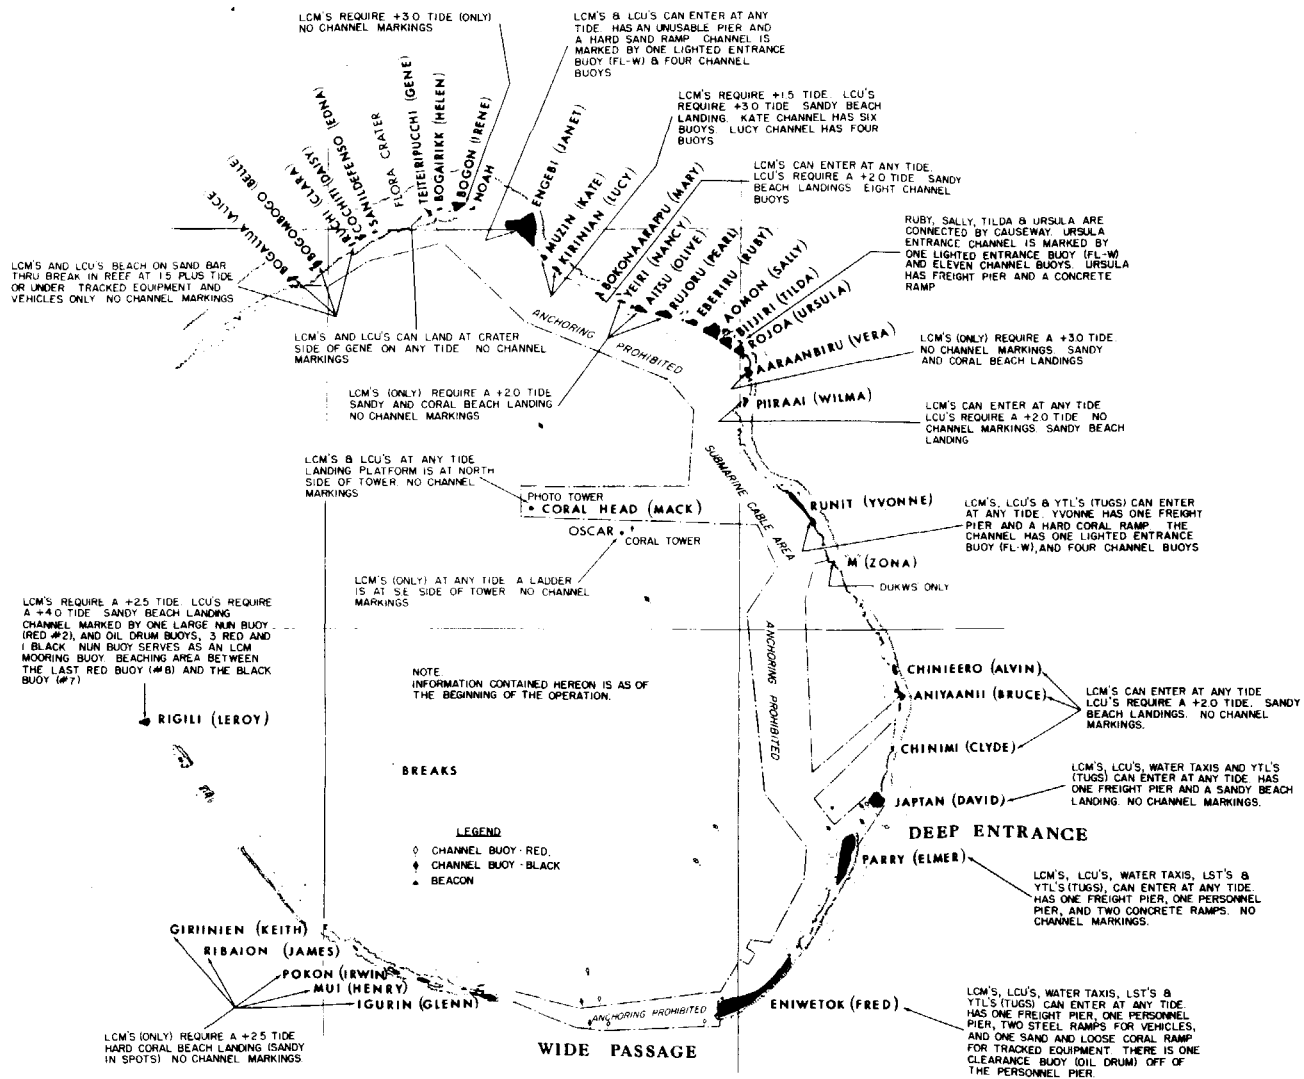 LCM'S REQUIRE +3.0 TIDE (ONLY)
NO CHANNEL MARKINGS
LCM'S & LCU'S CAN ENTER AT ANY
TIDE. HAS AN UNUSABLE PIER AND
A HARD SAND RAMP. CHANNEL IS
MARKED BY ONE LIGHTED ENTRANCE
BUOY (FL-W) & FOUR CHANNEL
BUOYS
LCM'S REQUIRE +1.5 TIDE. LCU'S
REQUIRE +3.0 TIDE SANDY BEACH
LANDING. KATE CHANNEL HAS SIX
BUOYS. LUCY CHANNEL HAS FOUR
BUOYS
LCM'S CAN ENTER AT ANY TIDE.
LCU'S REQUIRE A +2.0 TIDE SANDY
BEACH LANDINGS. EIGHT CHANNEL
BUOYS
RUBY, SALLY, TILDA & URSULA ARE
CONNECTED BY CAUSEWAY. URSULA
ENTRANCE CHANNEL IS MARKED BY
ONE LIGHTED ENTRANCE BUOY (FL-W)
AND ELEVEN CHANNEL BUOYS. URSULA
HAS FREIGHT PIER AND A CONCRETE
RAMP
BOGALLUA (ALICE)
BOGOMBOGO (BELLE)
RUCHI (CLARA)
COCHITI (DAISY)
SANILDEFENSO (EDNA)
FLORA CRATER
TEITEIRIPUCCHI (GENE)
BOGAIRIKK (HELEN)
BOGON (IRENE)
NOAH
ENGEBI (JANET)
MUZIN (KATE)
KIRINIAN (LUCY)
BOKONAARAPPU (MARY)
YEIRI (NANCY)
AITSU (OLIVE)
RUJORU (PEARL)
EBERIRU (RUBY)
AOMON (SALLY)
BIIJIRI (TILDA)
ROJOA (URSULA)
AARAANBIRU (VERA)
PIIRAAI (WILMA)
LCM'S AND LCU'S BEACH ON SAND BAR
THRU BREAK IN REEF AT 1.5 PLUS TIDE
OR UNDER TRACKED EQUIPMENT AND
VEHICLES ONLY NO CHANNEL MARKINGS
LCM'S AND LCU'S CAN LAND AT CRATER
SIDE OF GENE ON ANY TIDE NO CHANNEL
MARKINGS
ANCHORING PROHIBITED
LCM'S (ONLY) REQUIRE A +3.0 TIDE.
NO CHANNEL MARKINGS. SANDY
AND CORAL BEACH LANDINGS
LCM'S (ONLY) REQUIRE A +2.0 TIDE
SANDY AND CORAL BEACH LANDING
NO CHANNEL MARKINGS
LCM'S CAN ENTER AT ANY TIDE
LCU'S REQUIRE A +2.0 TIDE NO
CHANNEL MARKINGS. SANDY BEACH
LANDING
LCM'S & LCU'S AT ANY TIDE
LANDING PLATFORM IS AT NORTH
SIDE OF TOWER. NO CHANNEL
MARKINGS
SUBMARINE CABLE AREA
PHOTO TOWER
CORAL HEAD (MACK)
OSCAR
CORAL TOWER
RUNIT (YVONNE)
LCM'S, LCU'S & YTL'S (TUGS) CAN ENTER
AT ANY TIDE. YVONNE HAS ONE FREIGHT
PIER AND A HARD CORAL RAMP. THE
CHANNEL HAS ONE LIGHTED ENTRANCE
BUOY (FL-W), AND FOUR CHANNEL BUOYS
M (ZONA)
DUKWS ONLY
LCM'S (ONLY) AT ANY TIDE A LADDER
IS AT S.E. SIDE OF TOWER NO CHANNEL
MARKINGS
LCM'S REQUIRE A +2.5 TIDE. LCU'S REQUIRE
A +4.0 TIDE SANDY BEACH LANDING
CHANNEL MARKED BY ONE LARGE NUN BUOY
(RED #2), AND OIL DRUM BUOYS, 3 RED AND
1 BLACK NUN BUOY SERVES AS AN LCM
MOORING BUOY. BEACHING AREA BETWEEN
THE LAST RED BUOY (#8) AND THE BLACK
BUOY (#7)
RIGILI (LEROY)
NOTE.
INFORMATION CONTAINED HEREON IS AS OF
THE BEGINNING OF THE OPERATION.
ANCHORING PROHIBITED
CHINIEERO (ALVIN)
ANIYAANII (BRUCE)
CHINIMI (CLYDE)
LCM'S CAN ENTER AT ANY TIDE
LCU'S REQUIRE A +2.0 TIDE. SANDY
BEACH LANDINGS. NO CHANNEL
MARKINGS.
BREAKS
LCM'S, LCU'S, WATER TAXIS AND YTL'S
(TUGS) CAN ENTER AT ANY TIDE. HAS
ONE FREIGHT PIER AND A SANDY BEACH
LANDING. NO CHANNEL MARKINGS.
JAPTAN (DAVID)
DEEP ENTRANCE
LEGEND
CHANNEL BUOY - RED.
CHANNEL BUOY - BLACK
BEACON
PARRY (ELMER)
LCM'S, LCU'S, WATER TAXIS, LST'S &
YTL'S (TUGS), CAN ENTER AT ANY TIDE.
HAS ONE FREIGHT PIER, ONE PERSONNEL
PIER, AND TWO CONCRETE RAMPS. NO
CHANNEL MARKINGS.
GIRIINIEN (KEITH)
RIBAION (JAMES)
POKON (IRWIN)
MUI (HENRY)
IGURIN (GLENN)
LCM'S (ONLY) REQUIRE A +2.5 TIDE
HARD CORAL BEACH LANDING (SANDY
IN SPOTS) NO CHANNEL MARKINGS
ANCHORING PROHIBITED
WIDE PASSAGE
ENIWETOK (FRED)
LCM'S, LCU'S, WATER TAXIS, LST'S &
YTL'S (TUGS) CAN ENTER AT ANY TIDE.
HAS ONE FREIGHT PIER, ONE PERSONNEL
PIER, TWO STEEL RAMPS FOR VEHICLES,
AND ONE SAND AND LOOSE CORAL RAMP
FOR TRACKED EQUIPMENT. THERE IS ONE
CLEARANCE BUOY (OIL DRUM) OFF OF
THE PERSONNEL PIER.